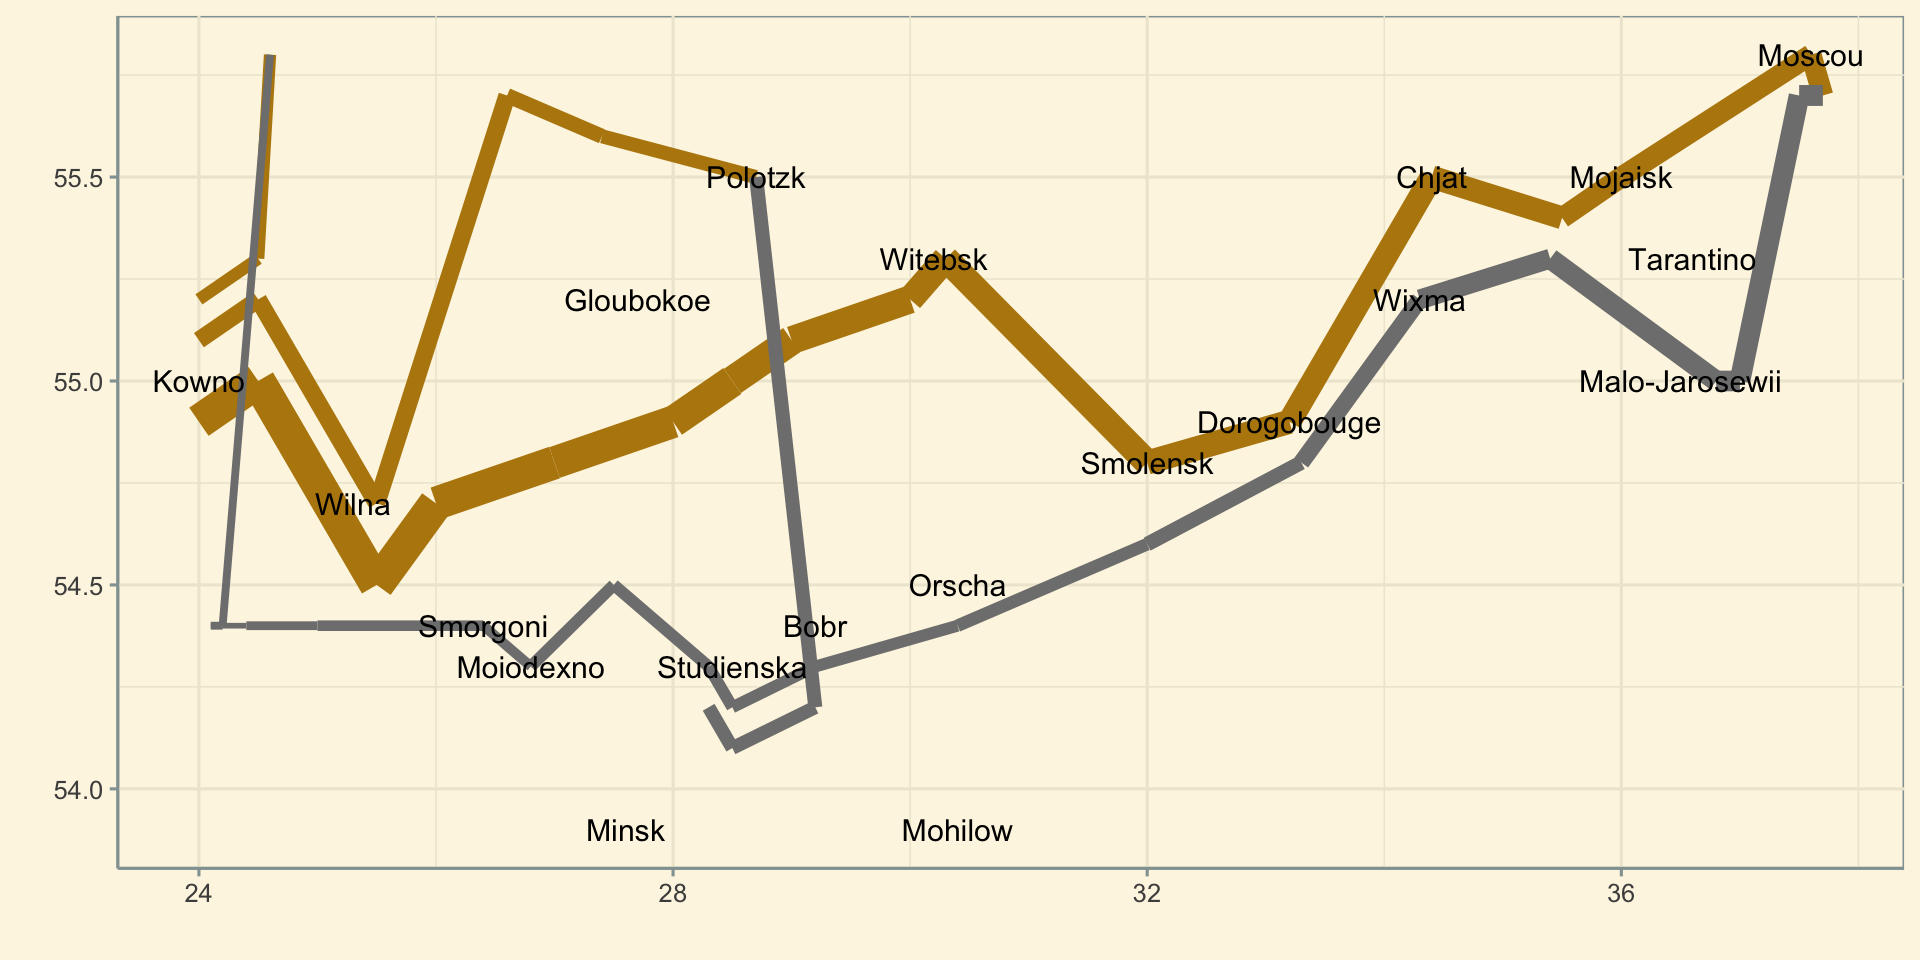 Moscou
55.5
Polotzk
Chjat
Mojaisk
Witebsk
Tarantino
Gloubokoe
Wixma
55.0
Kowno
Malo-Jarosewii
Dorogobouge
Smolensk
Wilna
54.5
Orscha
Smorgoni
Bobr
Moiodexno
Studienska
54.0
Minsk
Mohilow
24
28
32
36